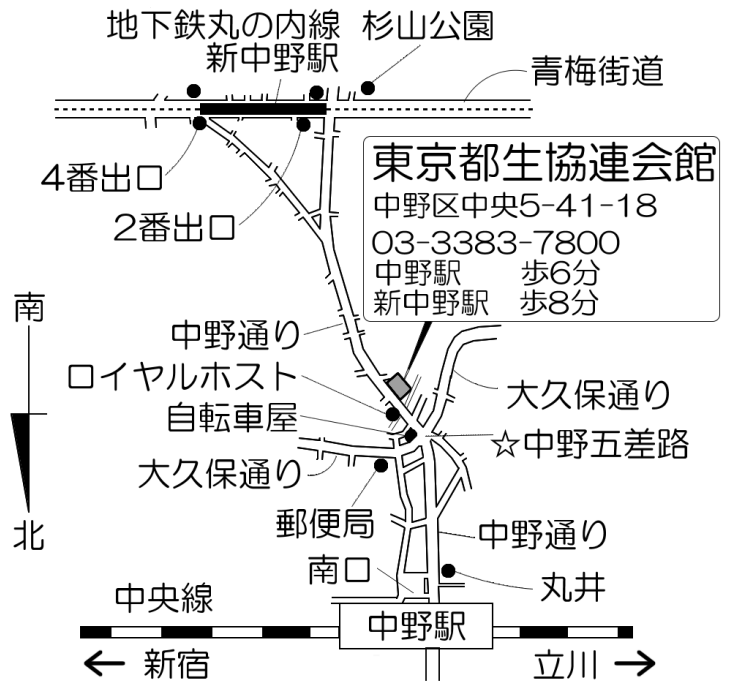 地下鉄丸の内線
新中野駅
杉山公園
青梅街道
4番出口
2番出口
東京都生協連会館
中野区中央5-41-18
03-3383-7800
中野駅 歩6分
新中野駅 歩8分
南
中野通り
ロイヤルホスト
大久保通り
自転車屋
☆中野五差路
大久保通り
北
郵便局
中野通り
南口
丸井
中央線
中野駅
← 新宿
立川 →